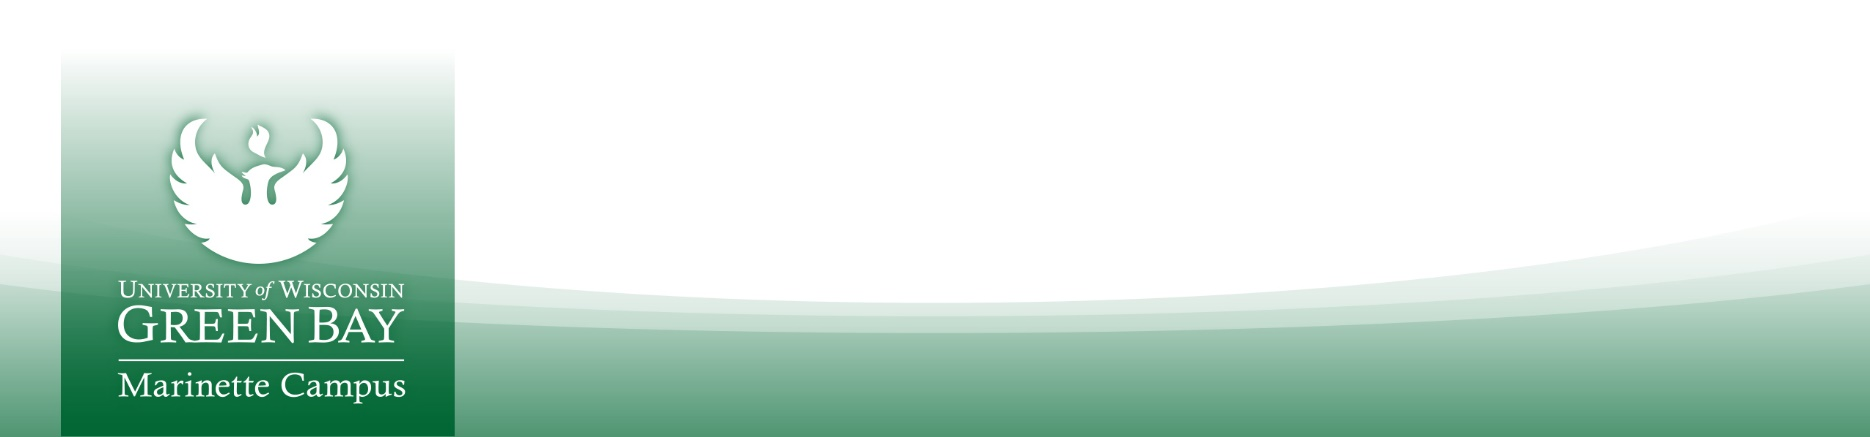 UNIVERSITY of WISCONSIN
GREEN BAY
Marinette Campus